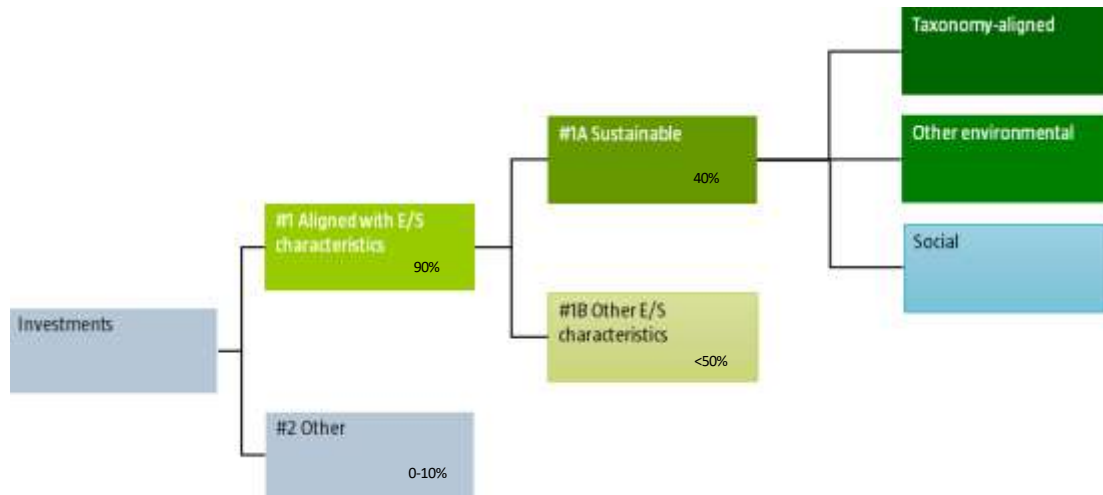 Taxonomy-aligned
#1A Sustainable
40%
Other environmental
#1 Aligned with E/S
characteristics
90%
Social
#1B Other E/S
characteristics
<50%
Investments
#2 Other
0-10%